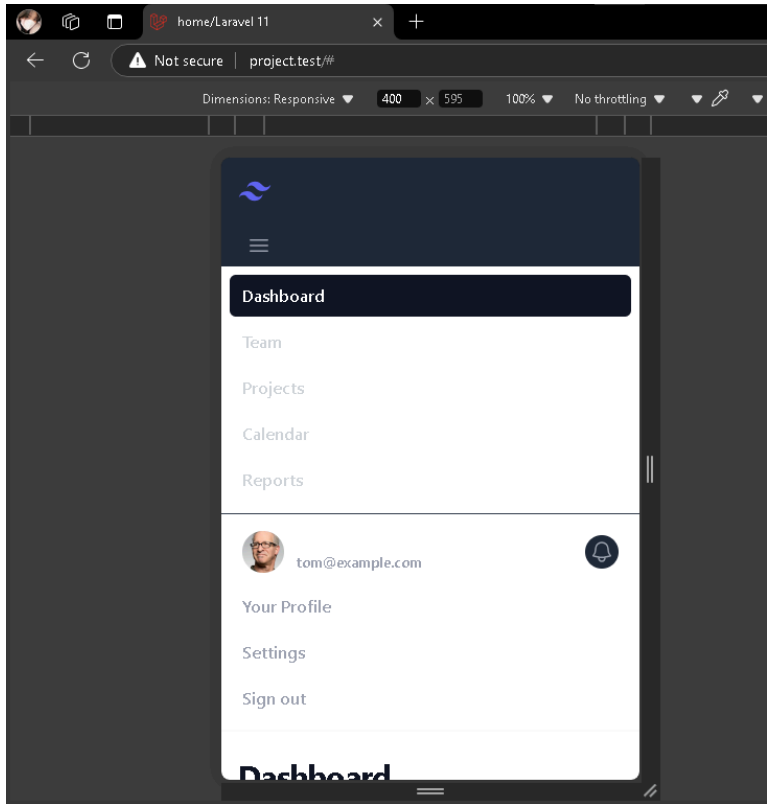 home/Laravel 11
Not secure project.test/#
Dimensions: Responsive 400 × 595 100% No throttling
Dashboard
Team
Projects
Calendar
Reports
tom@example.com
Your Profile
Settings
Sign out
Dashboard